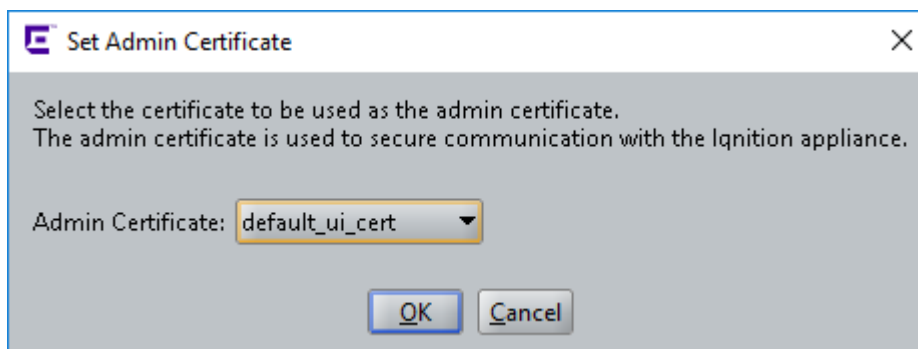 Set Admin Certificate
Select the certificate to be used as the admin certificate.
The admin certificate is used to secure communication with the Ignition appliance.
Admin Certificate: default_ui_cert
OK Cancel